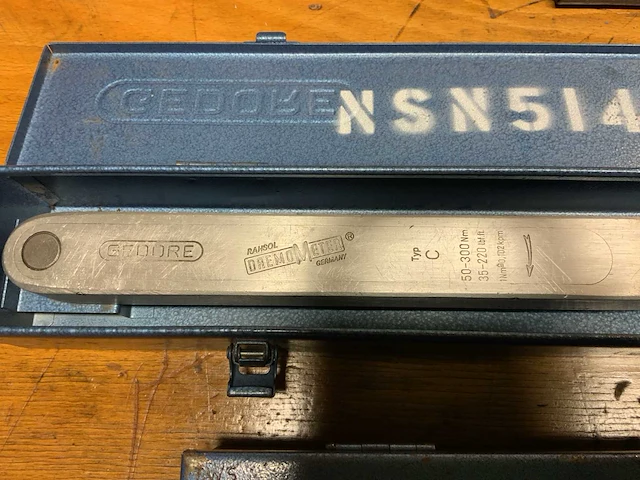 GEDORE
NSN514
GEDORE
RAHSOL
DREMOMETER®
GERMANY
Typ
C
50-300 Nm
35-220 lbf.ft